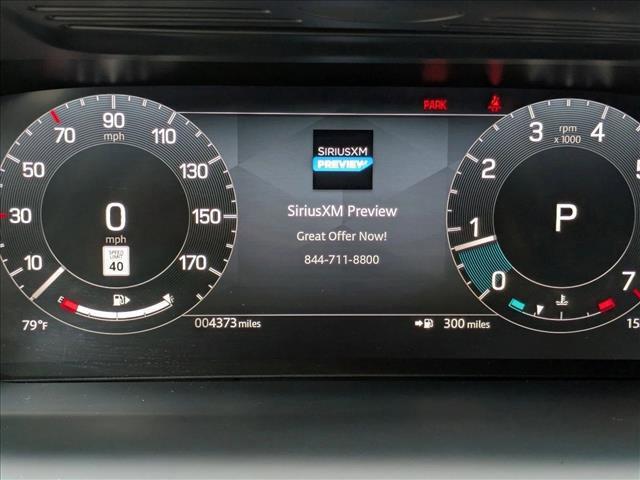 PARK
90
mph
70
110
50
130
30
150
10
170
0
mph
SPEED
LIMIT
40
E
F
79°F
SIRIUSXM
PREVIEW
SiriusXM Preview
Great Offer Now!
844-711-8800
004373 miles
300 miles
3
rpm
x 1000
4
2
1
0
P
7